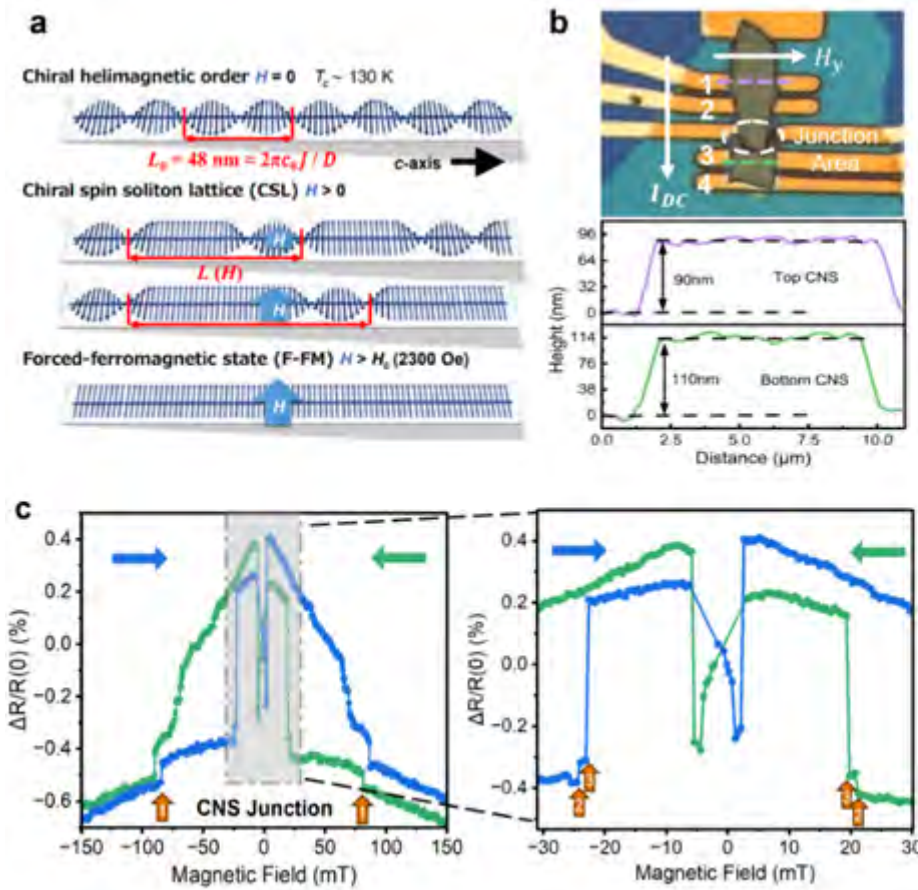 a
Chiral helimagnetic order H = 0 Tc ~ 130 K
L0 = 48 nm = 2πc0J / D
c-axis
Chiral spin soliton lattice (CSL) H > 0
H
L (H)
H
Forced-ferromagnetic state (F-FM) H > Hc (2300 Oe)
H
b
Hy
1
2
Junction
3
Area
4
IDC
96
64
32
0
90nm
Top CNS
Height (nm)
114
76
38
0
110nm
Bottom CNS
0.0 2.5 5.0 7.5 10.0
Distance (μm)
c
ΔR/R(0) (%)
0.4
0.2
0.0
−0.2
−0.4
−0.6
CNS Junction
−150 −100 −50 0 50 100 150
Magnetic Field (mT)
ΔR/R(0) (%)
0.4
0.2
0.0
−0.2
−0.4
−30 −20 −10 0 10 20 30
Magnetic Field (mT)